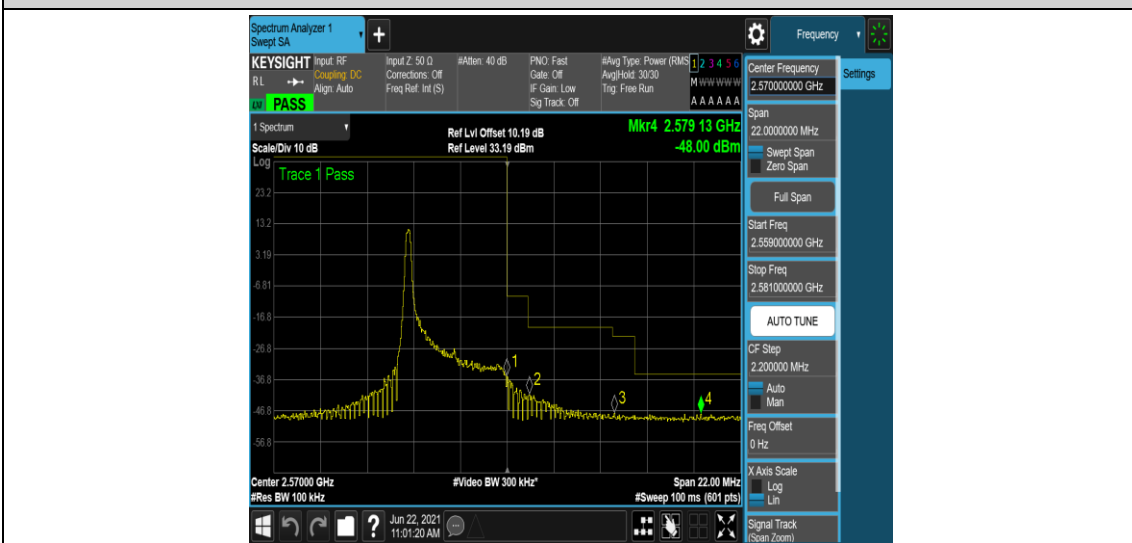 Spectrum Analyzer 1
Swept SA
+
Frequency
KEYSIGHT
Input: RF
Input Z: 50 Ω
#Atten: 40 dB
PNO: Fast
#Avg Type: Power (RMS
1 2 3 4 5 6
RL
Coupling: DC
Corrections: Off
Gate: Off
Avg|Hold: 30/30
M W W W W W
Align: Auto
Freq Ref: Int (S)
IF Gain: Low
Trig: Free Run
Sig Track: Off
A A A A A A
PASS
1 Spectrum
Ref Lvl Offset 10.19 dB
Mkr4 2.579 13 GHz
Scale/Div 10 dB
Ref Level 33.19 dBm
-48.00 dBm
Log
Trace 1 Pass
23.2
13.2
3.19
-6.81
-16.8
-26.8
-36.8
-46.8
-56.8
1
2
3
4
Center 2.57000 GHz
#Video BW 300 kHz*
Span 22.00 MHz
#Res BW 100 kHz
#Sweep 100 ms (601 pts)
?
Jun 22, 2021
11:01:20 AM
Center Frequency
2.570000000 GHz
Settings
Span
22.0000000 MHz
Swept Span
Zero Span
Full Span
Start Freq
2.559000000 GHz
Stop Freq
2.581000000 GHz
AUTO TUNE
CF Step
2.200000 MHz
Auto
Man
Freq Offset
0 Hz
X Axis Scale
Log
Lin
Signal Track
(Span Zoom)